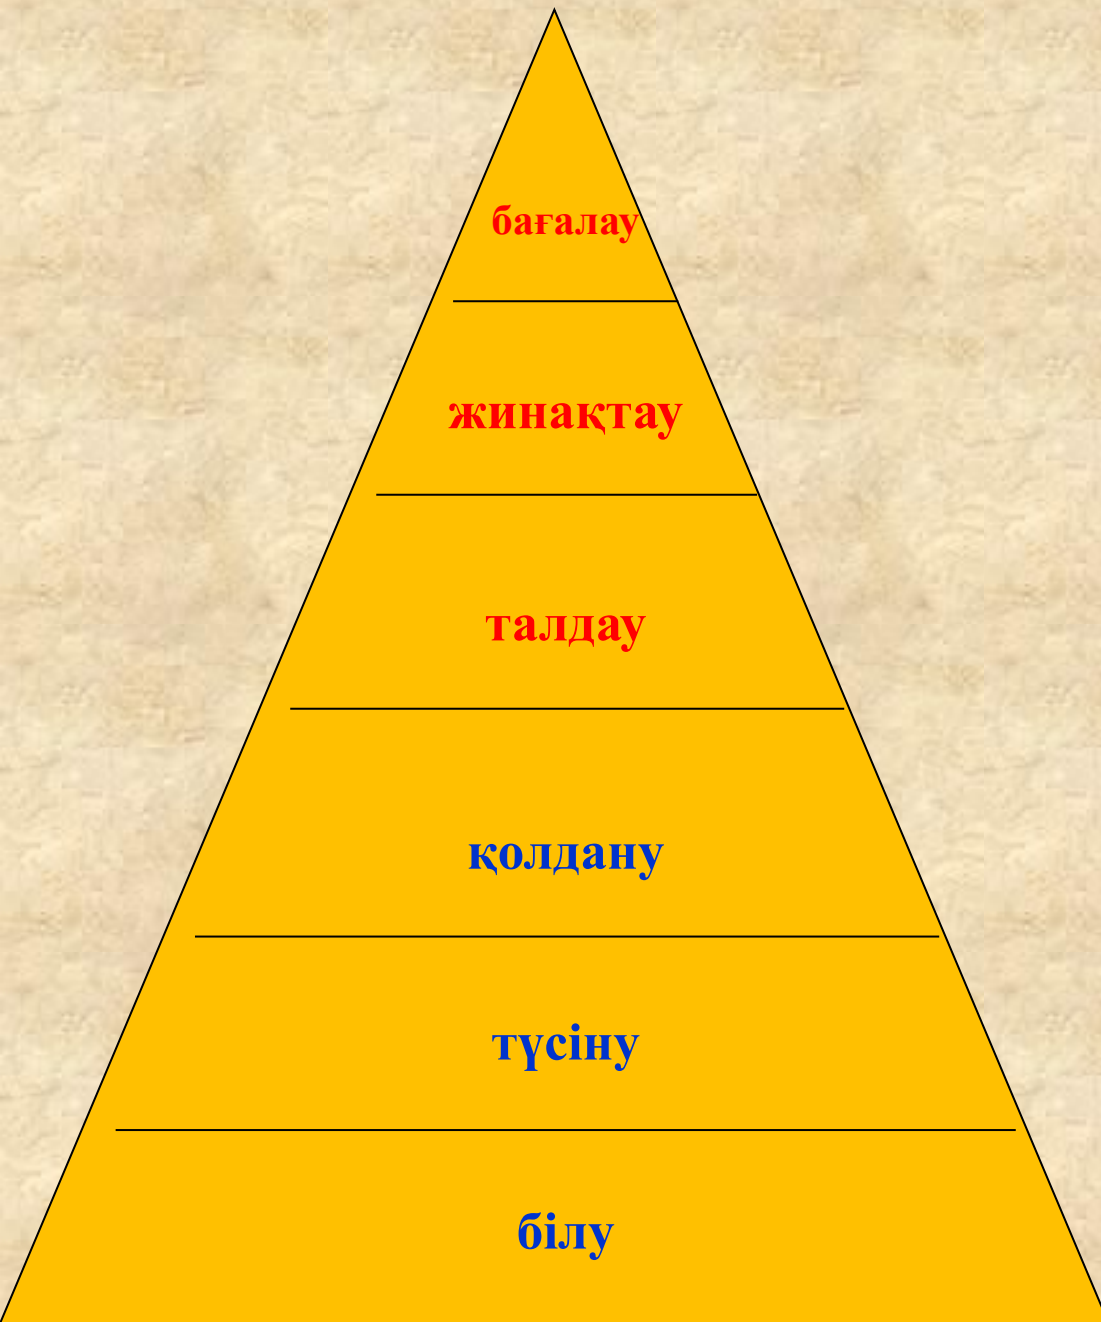 бағалау
жинақтау
талдау
қолдану
түсіну
білу